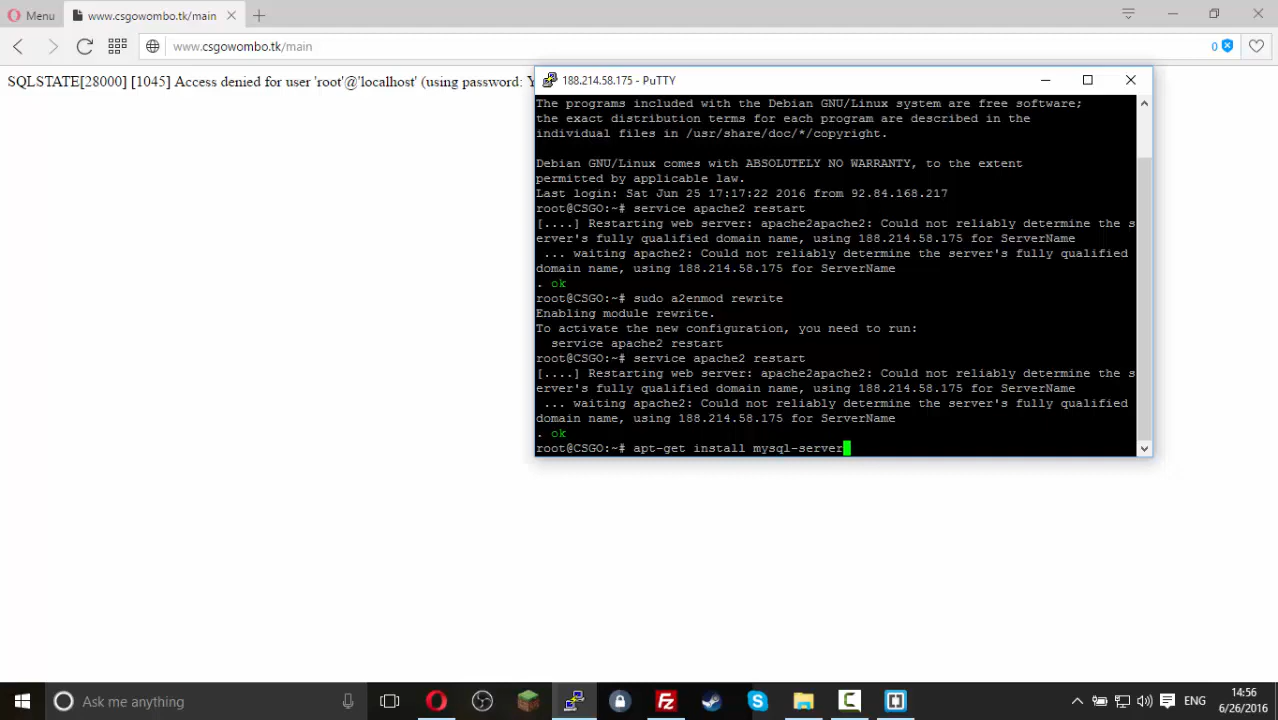 Menu
www.csgowombo.tk/main
www.csgowombo.tk/main
0
SQLSTATE[28000] [1045] Access denied for user 'root'@'localhost' (using password:
188.214.58.175 - PuTTY
The programs included with the Debian GNU/Linux system are free software;
the exact distribution terms for each program are described in the
individual files in /usr/share/doc/*/copyright.
Debian GNU/Linux comes with ABSOLUTELY NO WARRANTY, to the extent
permitted by applicable law.
Last login: Sat Jun 25 17:17:22 2016 from 92.84.168.217
root@CSGO:~# service apache2 restart
[....] Restarting web server: apache2apache2: Could not reliably determine the s
erver's fully qualified domain name, using 188.214.58.175 for ServerName
... waiting apache2: Could not reliably determine the server's fully qualified
domain name, using 188.214.58.175 for ServerName
. ok
root@CSGO:~# sudo a2enmod rewrite
Enabling module rewrite.
To activate the new configuration, you need to run:
service apache2 restart
root@CSGO:~# service apache2 restart
[....] Restarting web server: apache2apache2: Could not reliably determine the s
erver's fully qualified domain name, using 188.214.58.175 for ServerName
... waiting apache2: Could not reliably determine the server's fully qualified
domain name, using 188.214.58.175 for ServerName
. ok
root@CSGO:~# apt-get install mysql-server
Ask me anything
ENG
14:56
6/26/2016